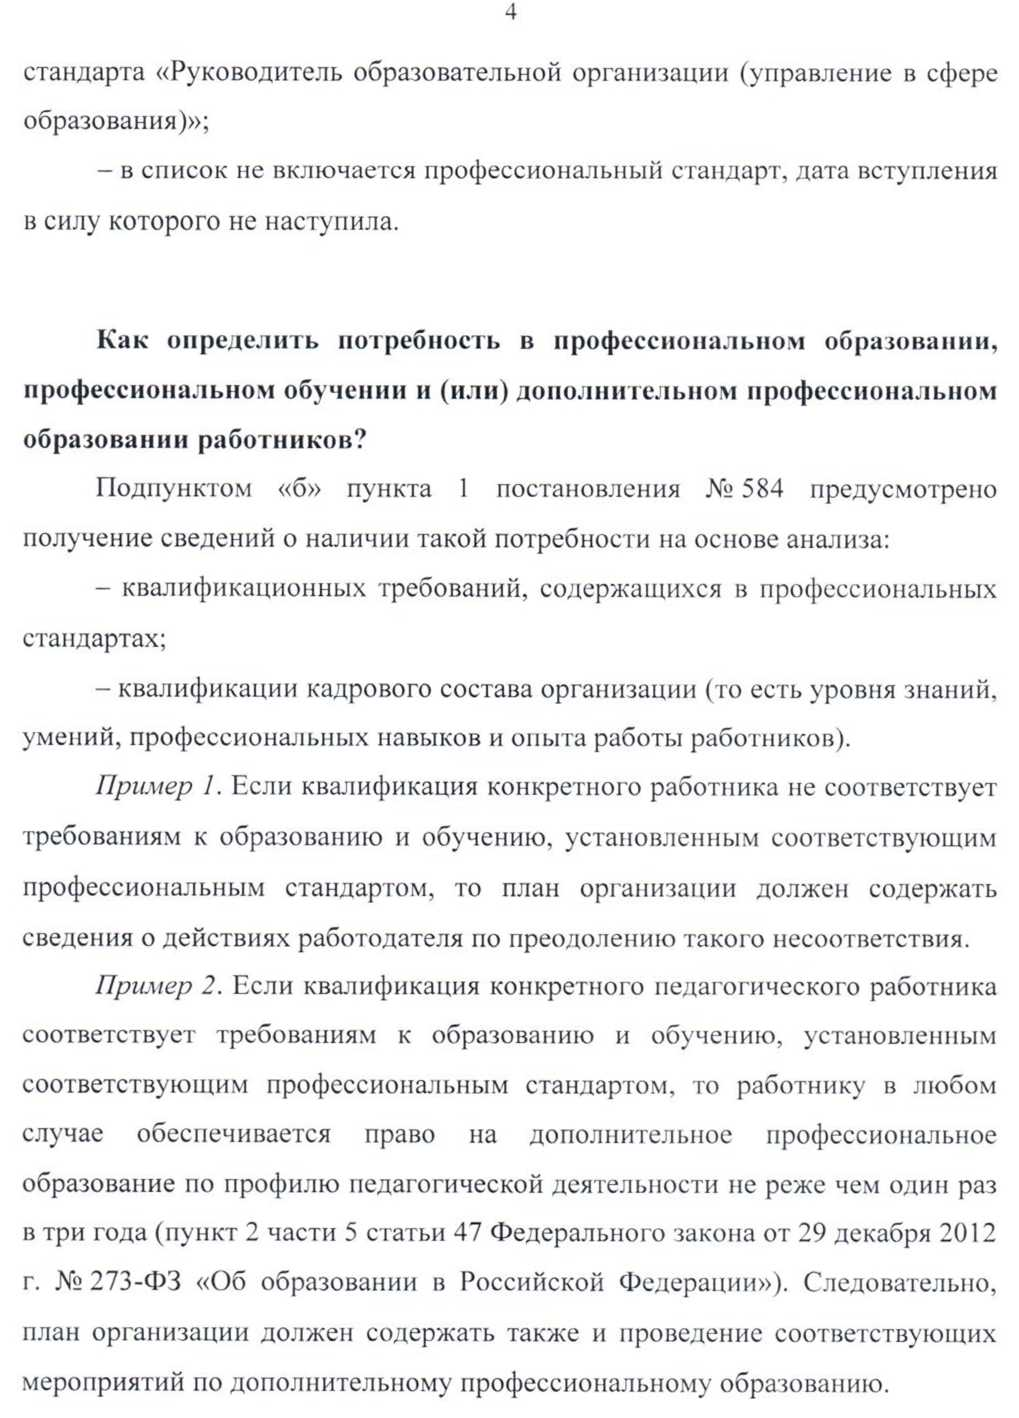 4
стандарта «Руководитель образовательной организации (управление в сфере
образования)»;
– в список не включается профессиональный стандарт, дата вступления
в силу которого не наступила.
Как определить потребность в профессиональном образовании,
профессиональном обучении и (или) дополнительном профессиональном
образовании работников?
Подпунктом «б» пункта 1 постановления № 584 предусмотрено
получение сведений о наличии такой потребности на основе анализа:
– квалификационных требований, содержащихся в профессиональных
стандартах;
– квалификации кадрового состава организации (то есть уровня знаний,
умений, профессиональных навыков и опыта работы работников).
Пример 1. Если квалификация конкретного работника не соответствует
требованиям к образованию и обучению, установленным соответствующим
профессиональным стандартом, то план организации должен содержать
сведения о действиях работодателя по преодолению такого несоответствия.
Пример 2. Если квалификация конкретного педагогического работника
соответствует требованиям к образованию и обучению, установленным
соответствующим профессиональным стандартом, то работнику в любом
случае обеспечивается право на дополнительное профессиональное
образование по профилю педагогической деятельности не реже чем один раз
в три года (пункт 2 части 5 статьи 47 Федерального закона от 29 декабря 2012
г. № 273-ФЗ «Об образовании в Российской Федерации»). Следовательно,
план организации должен содержать также и проведение соответствующих
мероприятий по дополнительному профессиональному образованию.